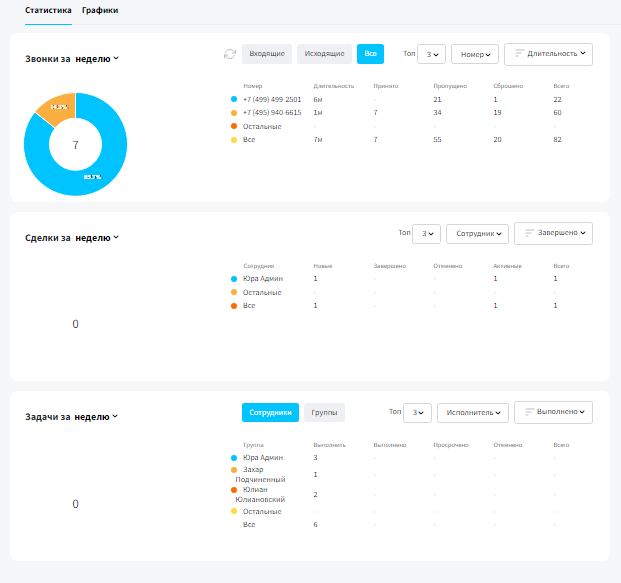 Статистика Графики
Звонки за неделю Входящие Исходящие Все Топ 3 Номер Длительность
Номер Длительность Принято Пропущено Сброшено Всего
+7 (499) 499-2501 6м - 21 1 22
+7 (495) 940-6615 1м 7 34 19 60
Остальные - - - - -
Все 7м 7 55 20 82
7
Сделки за неделю Топ 3 Сотрудник Завершено
Сотрудник Новые Завершено Отменено Активные Всего
Юра Админ 1 - - 1 1
Остальные - - - - -
Все 1 - - 1 1
0
Задачи за неделю Сотрудники Группы Топ 3 Исполнитель Выполнено
Группа Выполнить Выполнено Просрочено Отменено Всего
Юра Админ 3 - - - -
Захар
Подчиненный 1 - - - -
Юлиан
Юлиановский 2 - - - -
Остальные - - - - -
Все 6 - - - -
0